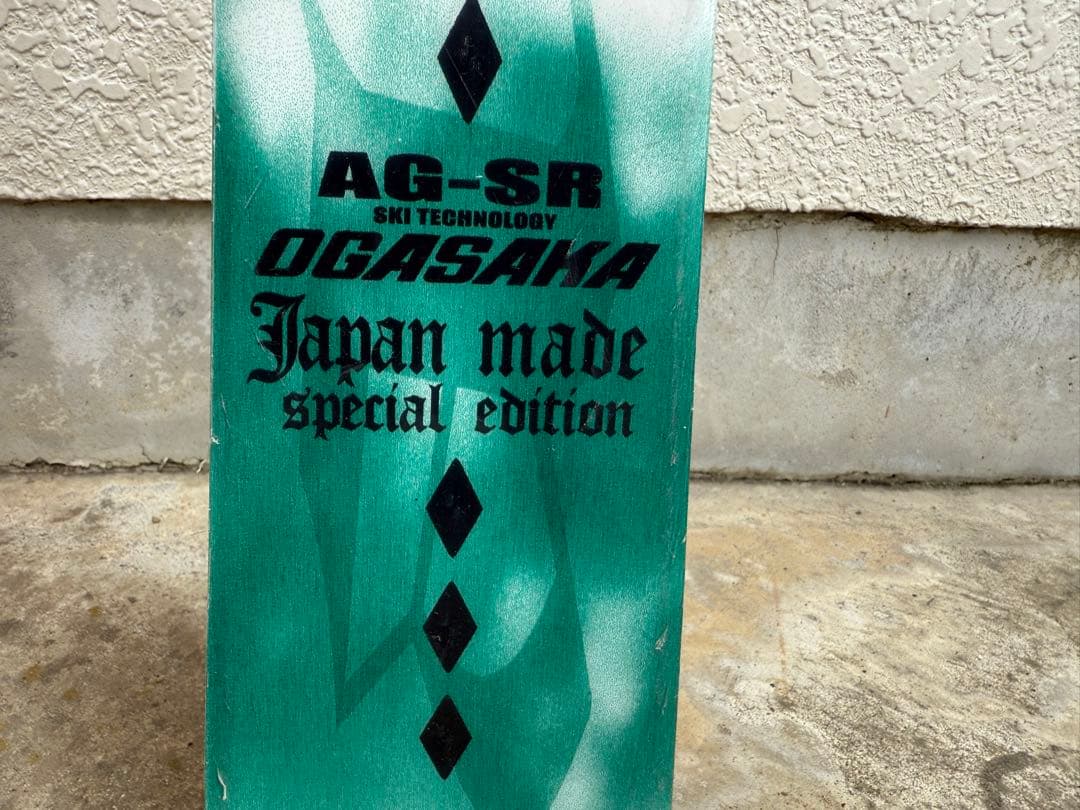 AG-SR
SKI TECHNOLOGY
OGASAKA
Japan made
special edition